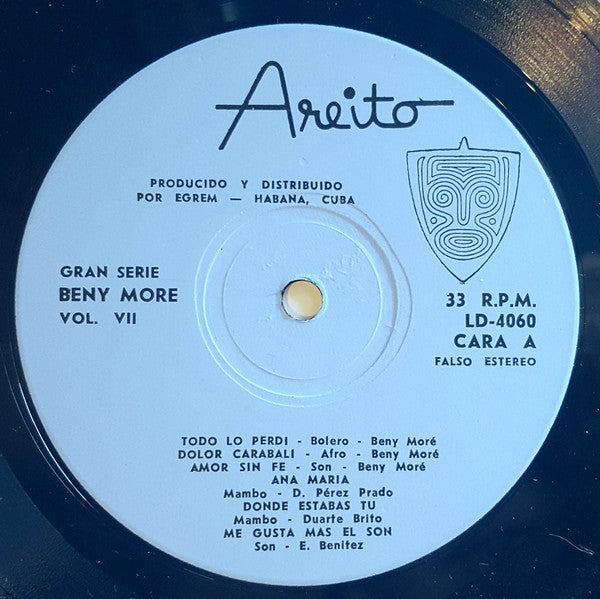 Areito
PRODUCIDO Y DISTRIBUIDO
POR EGREM — HABANA, CUBA
GRAN SERIE
BENY MORE
VOL. VII
33 R.P.M.
LD-4060
CARA A
FALSO ESTEREO
TODO LO PERDI - Bolero - Beny Moré
DOLOR CARABALI - Afro - Beny Moré
AMOR SIN FE - Son - Beny Moré
ANA MARIA
Mambo - D. Pérez Prado
DONDE ESTABAS TU
Mambo - Duarte Brito
ME GUSTA MAS EL SON
Son - E. Benitez